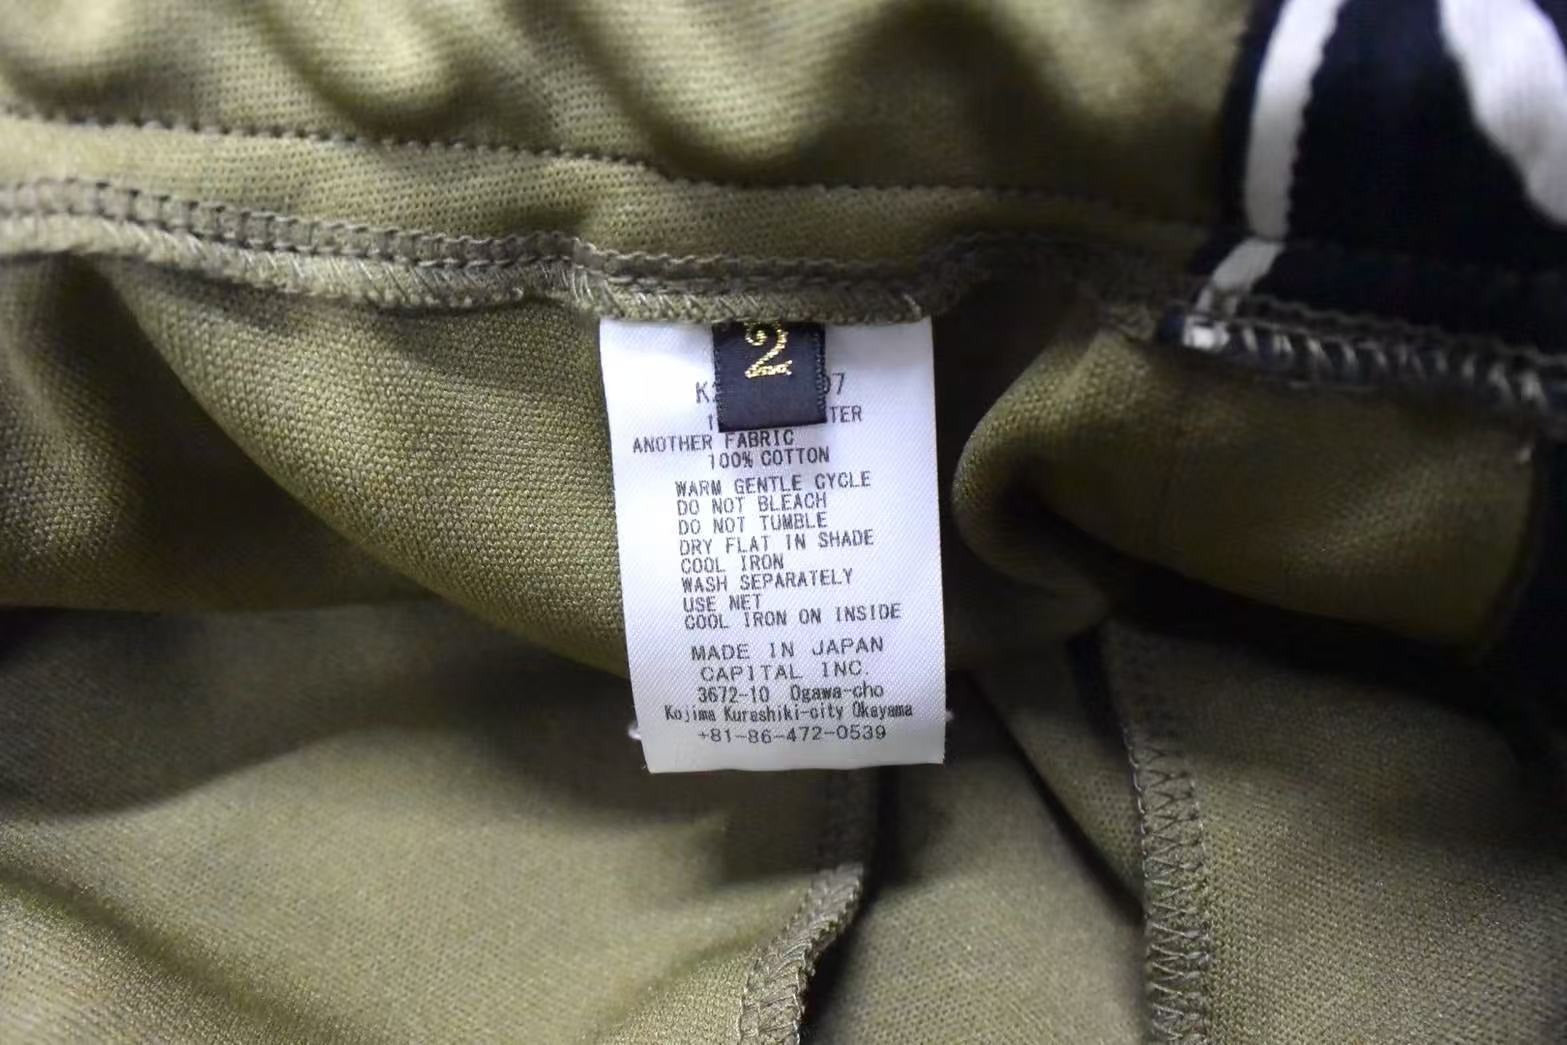 2
ANOTHER FABRIC
100% COTTON
WARM GENTLE CYCLE
DO NOT BLEACH
DO NOT TUMBLE
DRY FLAT IN SHADE
COOL IRON
WASH SEPARATELY
USE NET
COOL IRON ON INSIDE
MADE IN JAPAN
CAPITAL INC.
3672-10 Ogawa-cho
Kojima Kurashiki-city Okayama
+81-86-472-0539